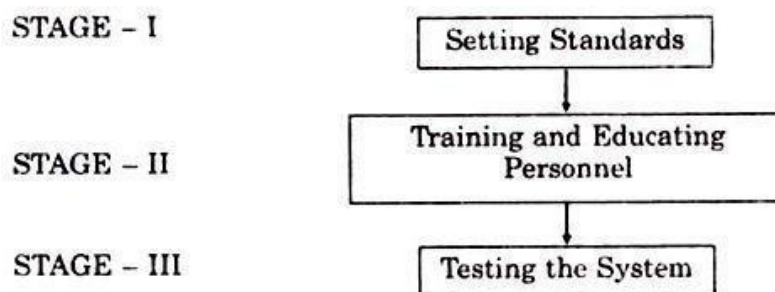 STAGE – I
Setting Standards
Training and Educating
STAGE – II
Personnel
STAGE – III
Testing the System